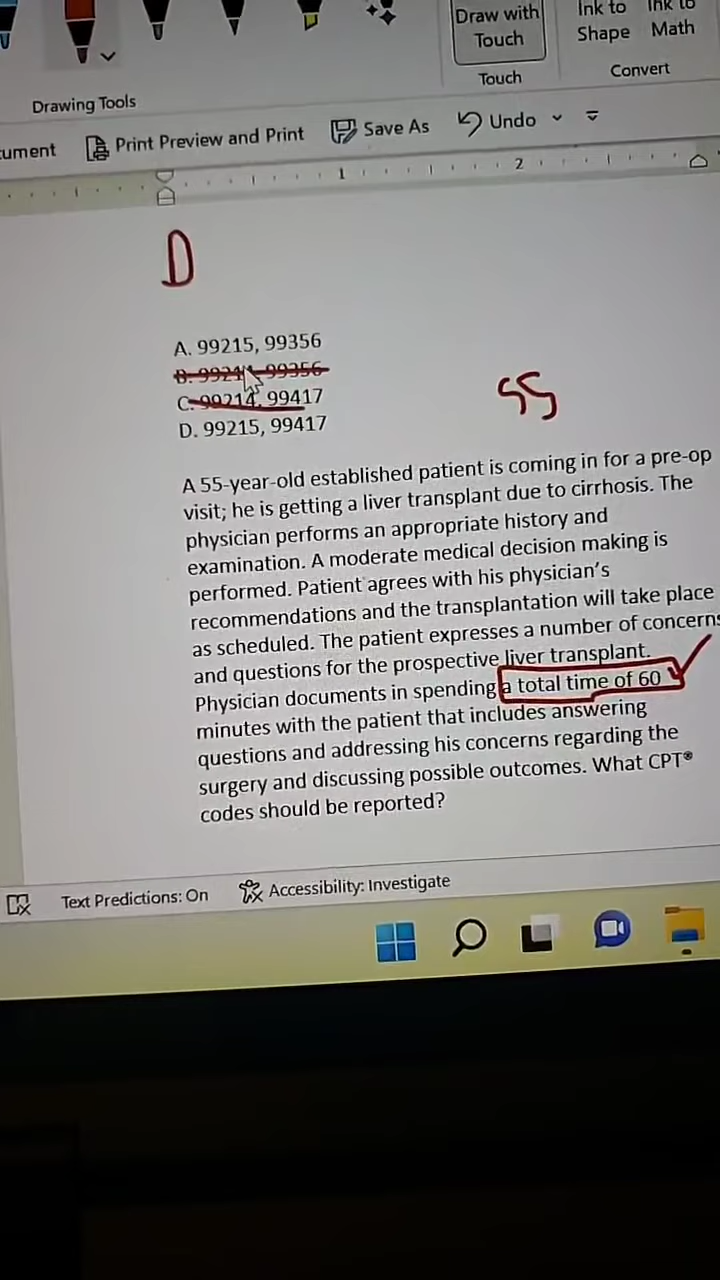 Draw with
Touch
Ink to
Shape
Ink to
Math
Drawing Tools
Touch
Convert
cument
Print Preview and Print
Save As
Undo
1
2
D
A. 99215, 99356
B. 99214, 99356
C. 99214, 99417
D. 99215, 99417
55
A 55-year-old established patient is coming in for a pre-op
visit; he is getting a liver transplant due to cirrhosis. The
physician performs an appropriate history and
examination. A moderate medical decision making is
performed. Patient agrees with his physician's
recommendations and the transplantation will take place
as scheduled. The patient expresses a number of concerns
and questions for the prospective liver transplant.
Physician documents in spending a total time of 60
minutes with the patient that includes answering
questions and addressing his concerns regarding the
surgery and discussing possible outcomes. What CPT®
codes should be reported?
Text Predictions: On
Accessibility: Investigate